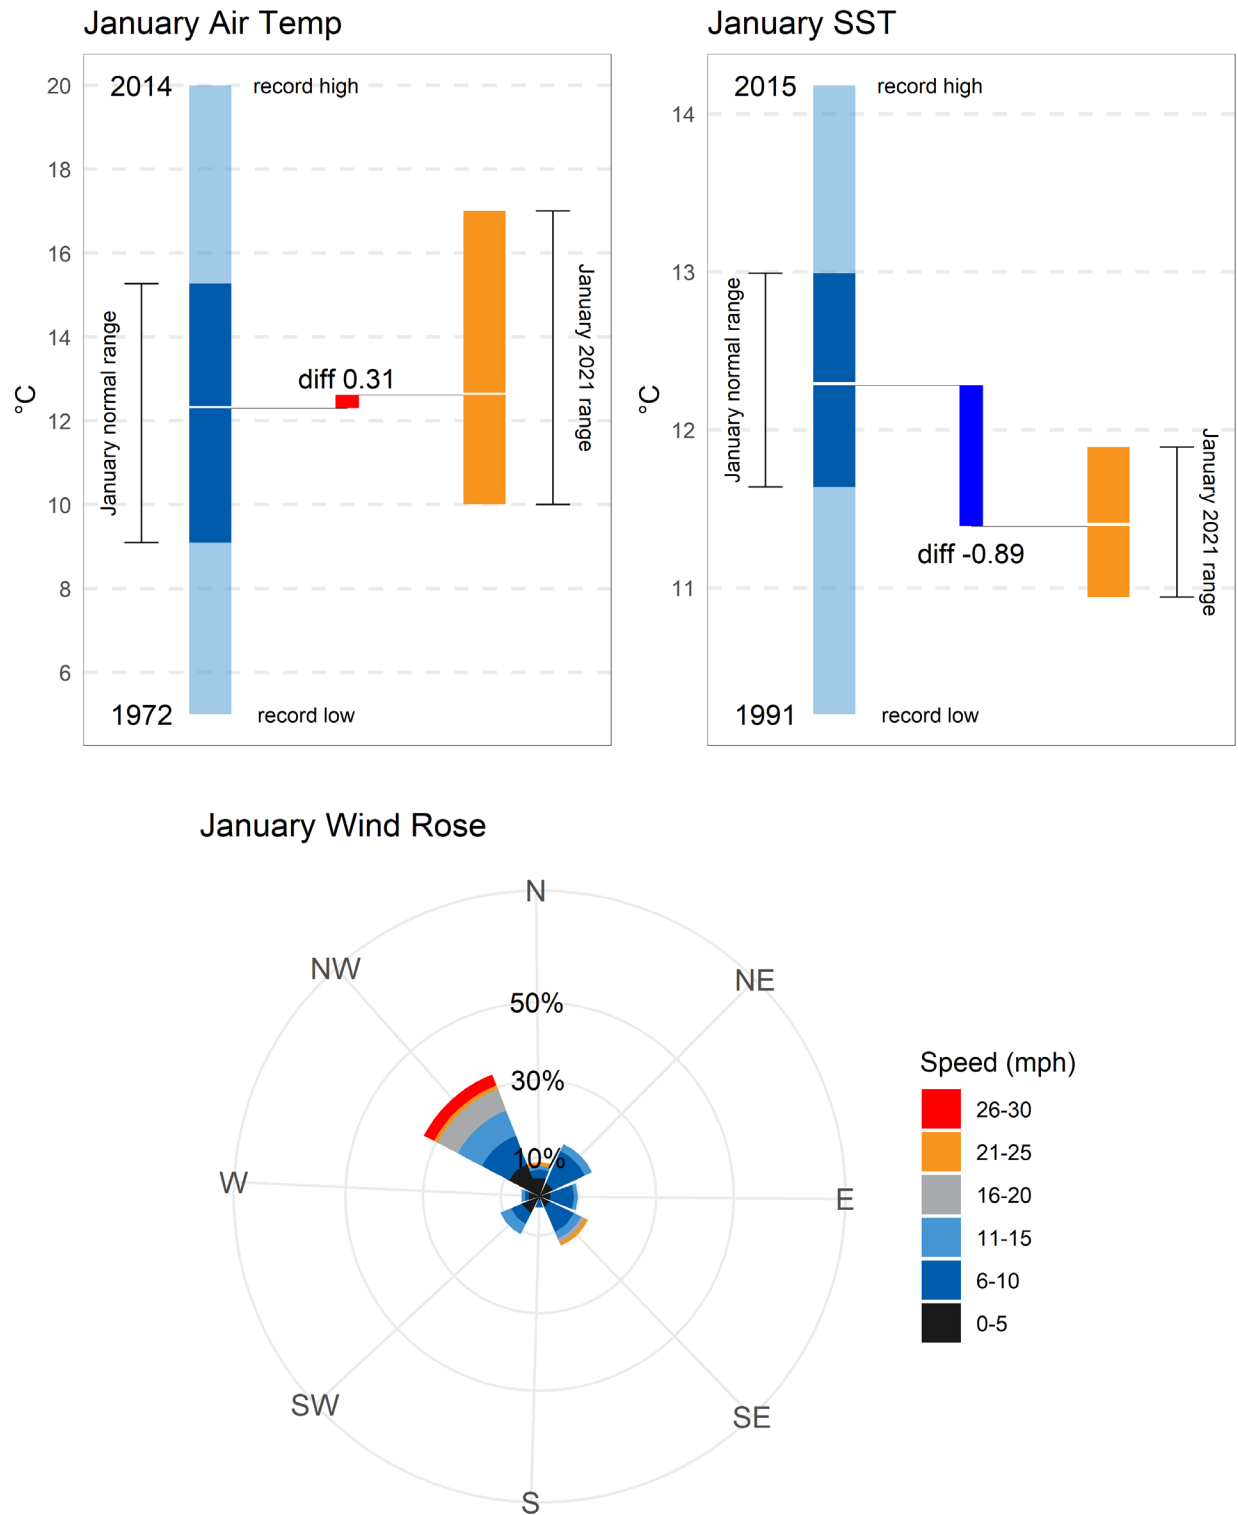 January Air Temp
20
18
16
14
12
10
8
6
°C
2014
record high
January normal range
diff 0.31
January 2021 range
1972
record low
January SST
14
13
12
11
°C
2015
record high
January normal range
diff -0.89
January 2021 range
1991
record low
January Wind Rose
N
NW
NE
50%
30%
10%
W
E
SW
SE
S
Speed (mph)
26-30
21-25
16-20
11-15
6-10
0-5